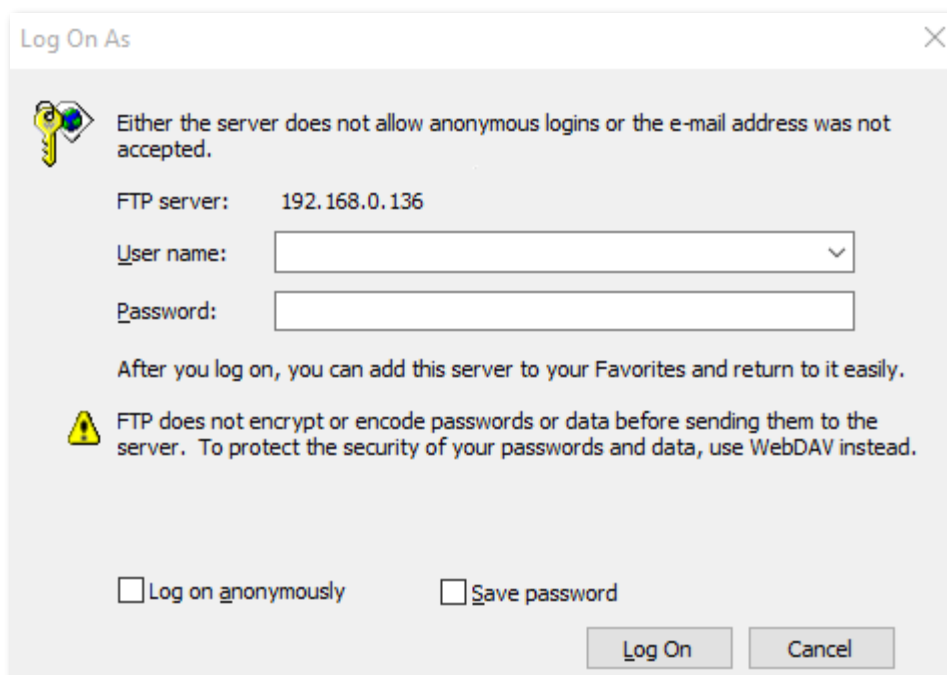 Log On As
Either the server does not allow anonymous logins or the e-mail address was not
accepted.
FTP server: 192.168.0.136
User name:
Password:
After you log on, you can add this server to your Favorites and return to it easily.
FTP does not encrypt or encode passwords or data before sending them to the
server. To protect the security of your passwords and data, use WebDAV instead.
Log on anonymously Save password
Log On Cancel